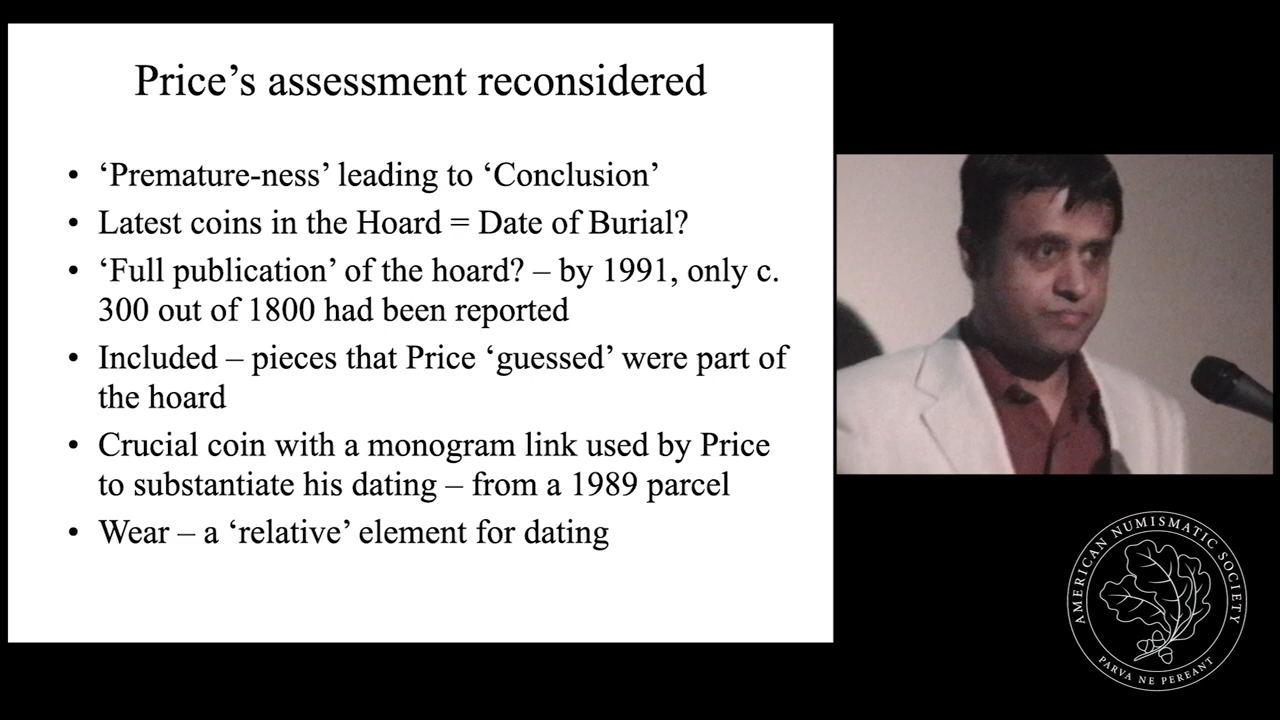 Price’s assessment reconsidered
• ‘Premature-ness’ leading to ‘Conclusion’
• Latest coins in the Hoard = Date of Burial?
• ‘Full publication’ of the hoard? – by 1991, only c.
300 out of 1800 had been reported
• Included – pieces that Price ‘guessed’ were part of
the hoard
• Crucial coin with a monogram link used by Price
to substantiate his dating – from a 1989 parcel
• Wear – a ‘relative’ element for dating
AMERICAN NUMISMATIC SOCIETY
PARVA NE PEREANT